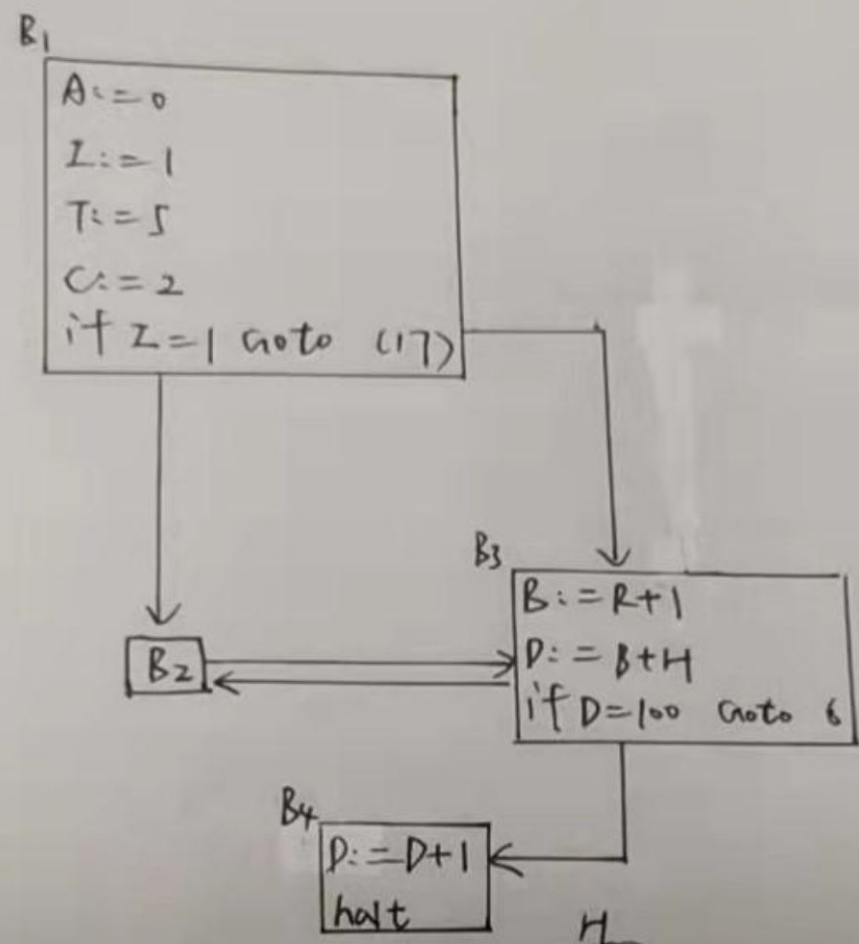 B1
A:=0
I:=1
T:=5
C:=2
if I=1 Goto (17)
B3
B:=R+1
D:=B+H
if D=100 Goto 6
B2
B4
D:=D+1
halt
H